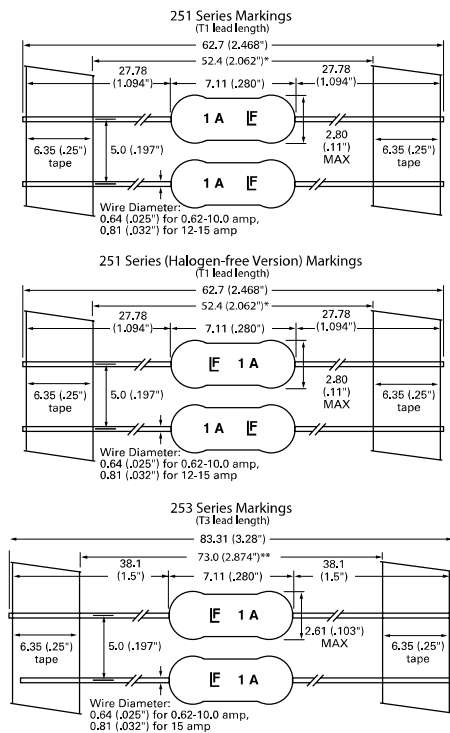 251 Series Markings
(T1 lead length)
62.7 (2.468")
52.4 (2.062")*
27.78
(1.094")
7.11 (.280")
27.78
(1.094")
1 A LF
6.35 (.25")
tape
5.0 (.197")
2.80
(.11")
MAX
6.35 (.25")
tape
1 A LF
Wire Diameter:
0.64 (.025") for 0.62-10.0 amp,
0.81 (.032") for 12-15 amp
251 Series (Halogen-free Version) Markings
(T1 lead length)
62.7 (2.468")
52.4 (2.062")*
27.78
(1.094")
7.11 (.280")
27.78
(1.094")
LF 1 A
6.35 (.25")
tape
5.0 (.197")
2.80
(.11")
MAX
6.35 (.25")
tape
1 A LF
Wire Diameter:
0.64 (.025") for 0.62-10.0 amp,
0.81 (.032") for 12-15 amp
253 Series Markings
(T3 lead length)
83.31 (3.28")
73.0 (2.874")**
38.1
(1.5")
7.11 (.280")
38.1
(1.5")
LF 1 A
6.35 (.25")
tape
5.0 (.197")
2.61 (.103")
MAX
6.35 (.25")
tape
LF 1 A
Wire Diameter:
0.64 (.025") for 0.62-10.0 amp,
0.81 (.032") for 15 amp